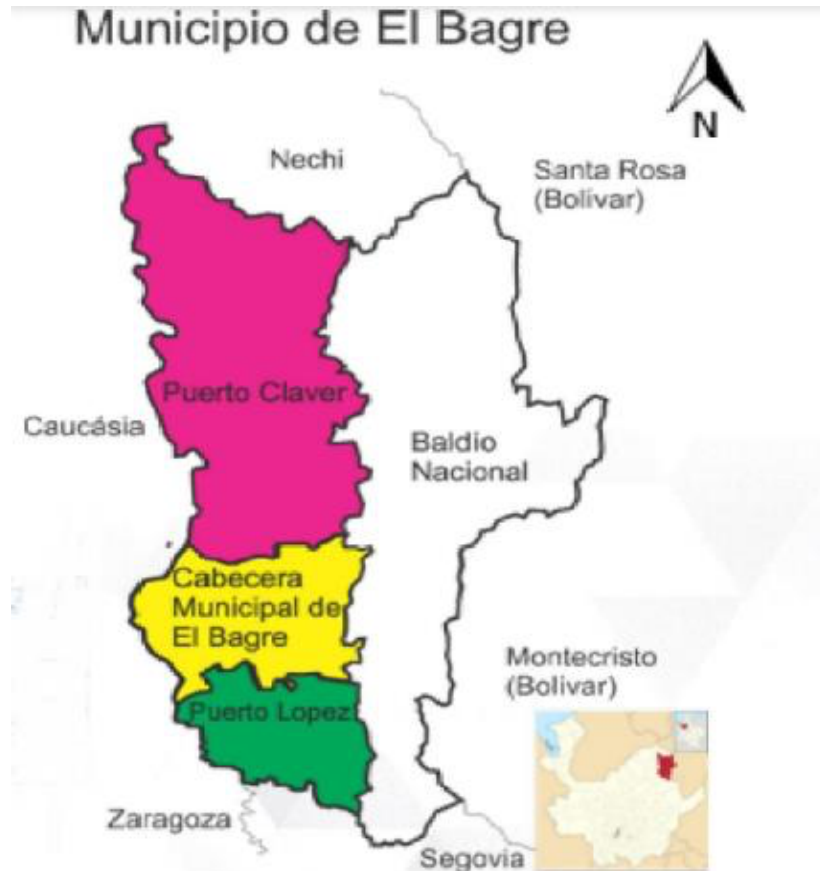 Municipio de El Bagre
N
Nechi
Santa Rosa
(Bolivar)
Puerto Claver
Caucásia
Baldío
Nacional
Cabecera
Municipal de
El Bagre
Montecristo
(Bolivar)
Puerto Lopez
Zaragoza
Segovia